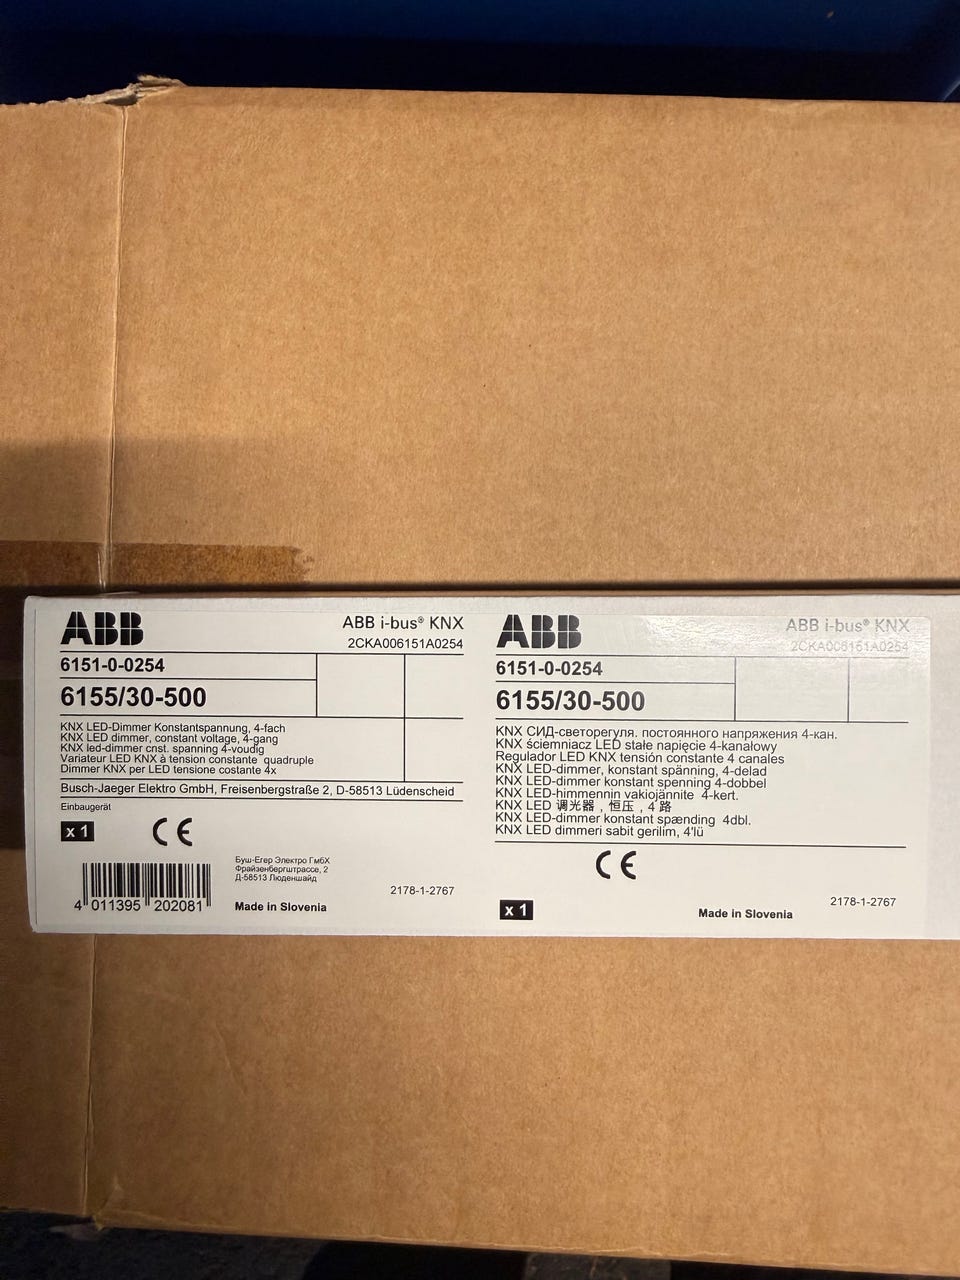 ABB
ABB i-bus® KNX
2CKA006151A0254
6151-0-0254
6155/30-500
KNX LED-Dimmer Konstantspannung, 4-fach
KNX LED dimmer, constant voltage, 4-gang
KNX led-dimmer cnst. spanning 4-voudig
Variateur LED KNX à tension constante quadruple
Dimmer KNX per LED tensione costante 4x
Busch-Jaeger Elektro GmbH, Freisenbergstraße 2, D-58513 Lüdenscheid
Einbaugerät
x 1
CE
Буш-Егер Электро ГмбХ
Фрайзенбергштрассе, 2
Д-58513 Люденшайд
2178-1-2767
4 011395 202081
Made in Slovenia
ABB
ABB i-bus® KNX
2CKA006151A0254
6151-0-0254
6155/30-500
KNX СИД-светорегуля. постоянного напряжения 4-кан.
KNX ściemniacz LED stałe napięcie 4-kanałowy
Regulador LED KNX tensión constante 4 canales
KNX LED-dimmer, konstant spänning, 4-delad
KNX LED-dimmer konstant spenning 4-dobbel
KNX LED-himmennin vakiojännite 4-kert.
KNX LED 调光器 , 恒压 , 4 路
KNX LED-dimmer konstant spænding 4dbl.
KNX LED dimmeri sabit gerilim, 4'lü
CE
x 1
2178-1-2767
Made in Slovenia